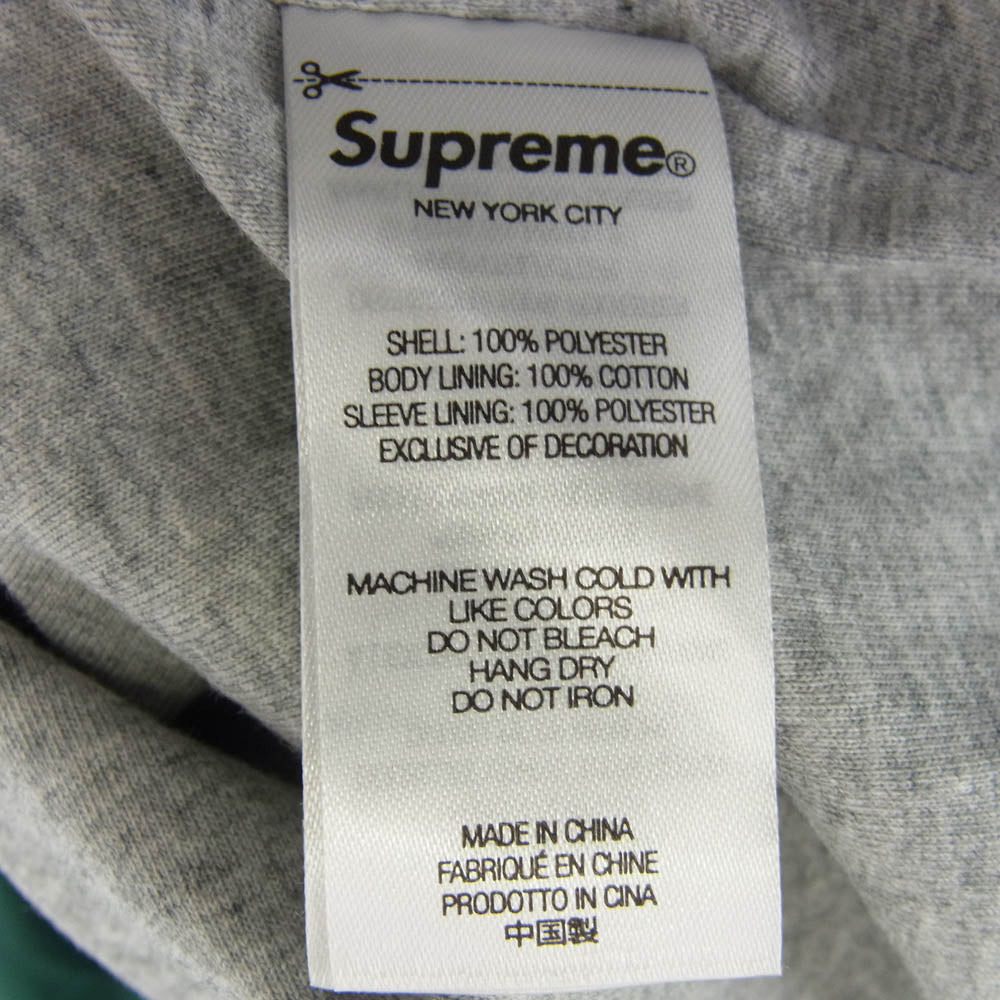 Supreme®
NEW YORK CITY
SHELL: 100% POLYESTER
BODY LINING: 100% COTTON
SLEEVE LINING: 100% POLYESTER
EXCLUSIVE OF DECORATION
MACHINE WASH COLD WITH
LIKE COLORS
DO NOT BLEACH
HANG DRY
DO NOT IRON
MADE IN CHINA
FABRIQUÉ EN CHINE
PRODOTTO IN CINA
中国製